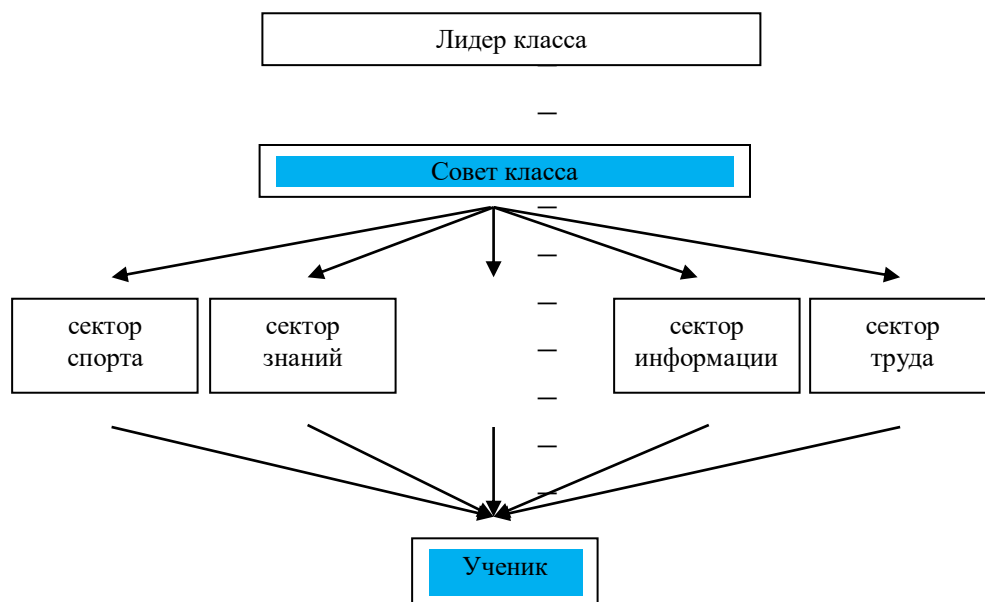 Лидер класса
Совет класса
сектор
спорта
сектор
знаний
сектор
информации
сектор
труда
Ученик